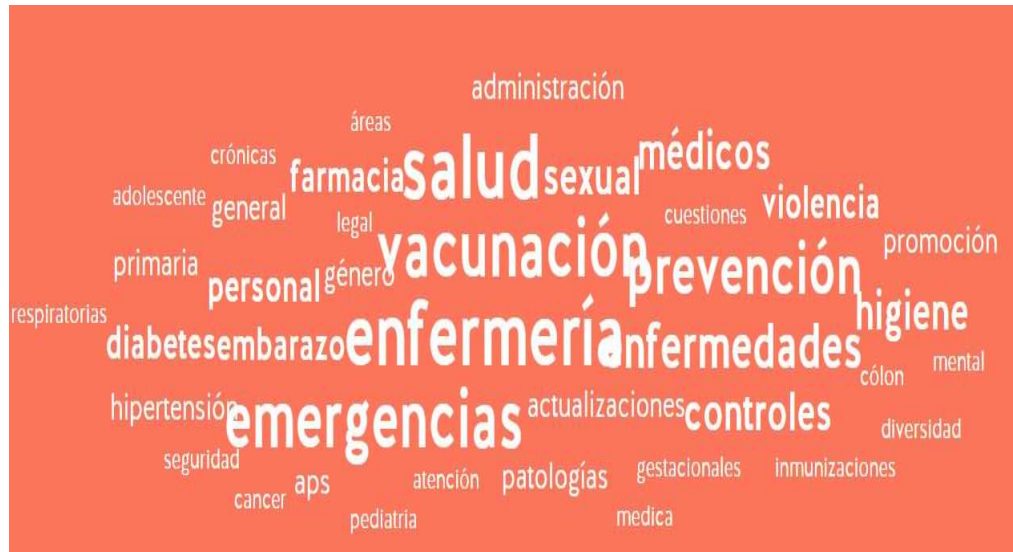 administración
áreas
crónicas farmacia salud sexual médicos
adolescente general legal cuestiones violencia
primaria personal género vacunación prevención promoción
respiratorias diabetes embarazo enfermería enfermedades higiene
cólon mental
hipertensión emergencias actualizaciones controles diversidad
seguridad cancer aps atención patologías gestacionales inmunizaciones
pediatria medica